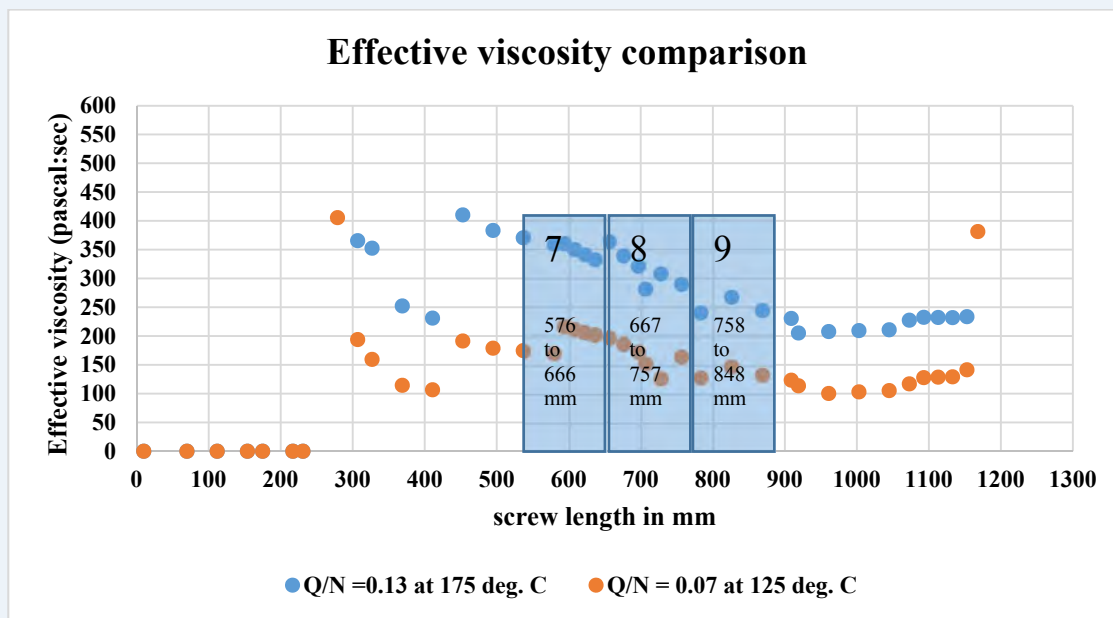 Effective viscosity comparison
Effective viscosity (pascal:sec)
600
550
500
450
400
350
300
250
200
150
100
50
0
7
8
9
576
to
666
mm
667
to
757
mm
758
to
848
mm
0 100 200 300 400 500 600 700 800 900 1000 1100 1200 1300
screw length in mm
Q/N =0.13 at 175 deg. C
Q/N = 0.07 at 125 deg. C